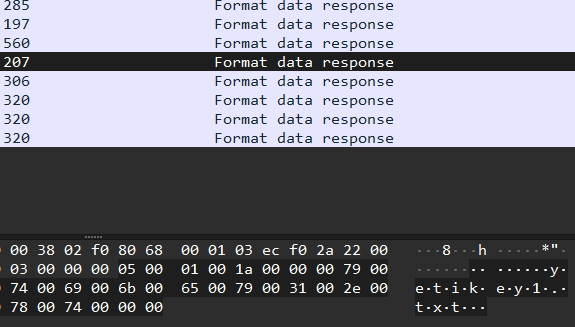 285 Format data response
197 Format data response
560 Format data response
207 Format data response
306 Format data response
320 Format data response
320 Format data response
320 Format data response
00 38 02 f0 80 68 00 01 03 ec f0 2a 22 00 ···8···h ·····*"·
03 00 00 00 05 00 01 00 1a 00 00 00 79 00 ········ ······y·
74 00 69 00 6b 00 65 00 79 00 31 00 2e 00 e·t·i·k· e·y·1·.·
78 00 74 00 00 00 t·x·t···